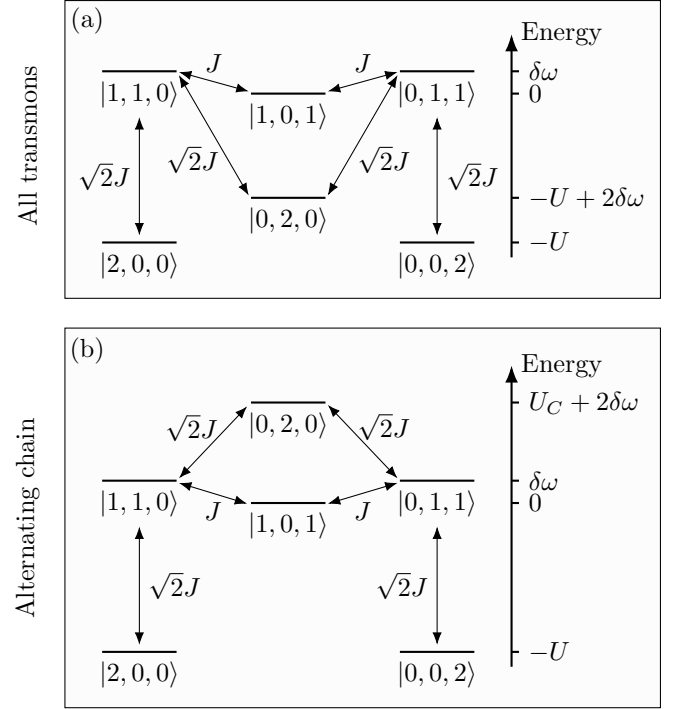 All transmons
(a)
Energy
J J
δω
|1, 1, 0⟩ |0, 1, 1⟩
0
|1, 0, 1⟩
√2J √2J √2J √2J
−U + 2δω
|0, 2, 0⟩
−U
|2, 0, 0⟩ |0, 0, 2⟩
Alternating chain
(b)
Energy
U_C + 2δω
√2J |0, 2, 0⟩ √2J
δω
|1, 1, 0⟩ |0, 1, 1⟩
0
J |1, 0, 1⟩ J
√2J √2J
−U
|2, 0, 0⟩ |0, 0, 2⟩